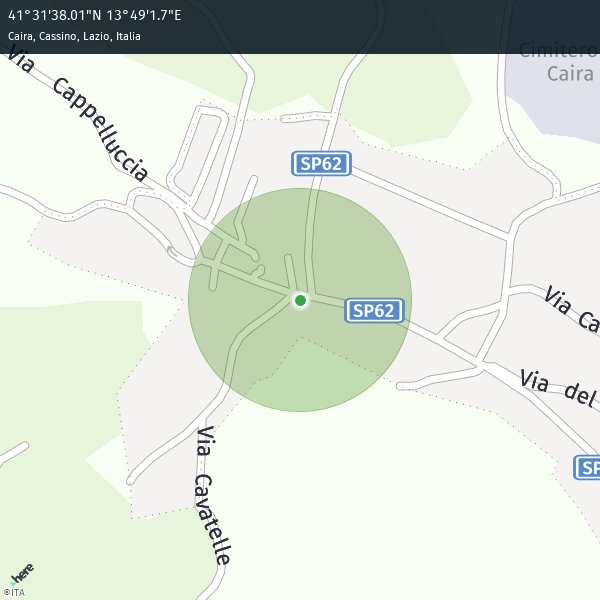 41°31'38.01"N 13°49'1.7"E
Caira, Cassino, Lazio, Italia
Cimitero
Caira
Via Cappelluccia
SP62
SP62
Via Ca
Via del
SP
Via Cavatelle
here
©ITA